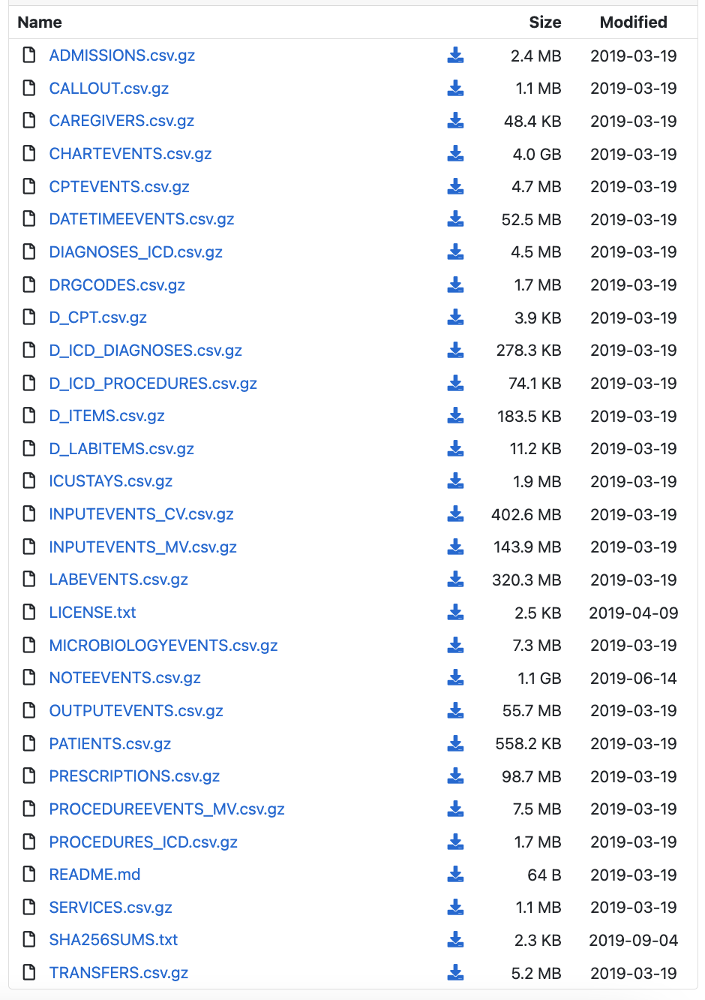 Name Size Modified
ADMISSIONS.csv.gz 2.4 MB 2019-03-19
CALLOUT.csv.gz 1.1 MB 2019-03-19
CAREGIVERS.csv.gz 48.4 KB 2019-03-19
CHARTEVENTS.csv.gz 4.0 GB 2019-03-19
CPTEVENTS.csv.gz 4.7 MB 2019-03-19
DATETIMEEVENTS.csv.gz 52.5 MB 2019-03-19
DIAGNOSES_ICD.csv.gz 4.5 MB 2019-03-19
DRGCODES.csv.gz 1.7 MB 2019-03-19
D_CPT.csv.gz 3.9 KB 2019-03-19
D_ICD_DIAGNOSES.csv.gz 278.3 KB 2019-03-19
D_ICD_PROCEDURES.csv.gz 74.1 KB 2019-03-19
D_ITEMS.csv.gz 183.5 KB 2019-03-19
D_LABITEMS.csv.gz 11.2 KB 2019-03-19
ICUSTAYS.csv.gz 1.9 MB 2019-03-19
INPUTEVENTS_CV.csv.gz 402.6 MB 2019-03-19
INPUTEVENTS_MV.csv.gz 143.9 MB 2019-03-19
LABEVENTS.csv.gz 320.3 MB 2019-03-19
LICENSE.txt 2.5 KB 2019-04-09
MICROBIOLOGYEVENTS.csv.gz 7.3 MB 2019-03-19
NOTEEVENTS.csv.gz 1.1 GB 2019-06-14
OUTPUTEVENTS.csv.gz 55.7 MB 2019-03-19
PATIENTS.csv.gz 558.2 KB 2019-03-19
PRESCRIPTIONS.csv.gz 98.7 MB 2019-03-19
PROCEDUREEVENTS_MV.csv.gz 7.5 MB 2019-03-19
PROCEDURES_ICD.csv.gz 1.7 MB 2019-03-19
README.md 64 B 2019-03-19
SERVICES.csv.gz 1.1 MB 2019-03-19
SHA256SUMS.txt 2.3 KB 2019-09-04
TRANSFERS.csv.gz 5.2 MB 2019-03-19